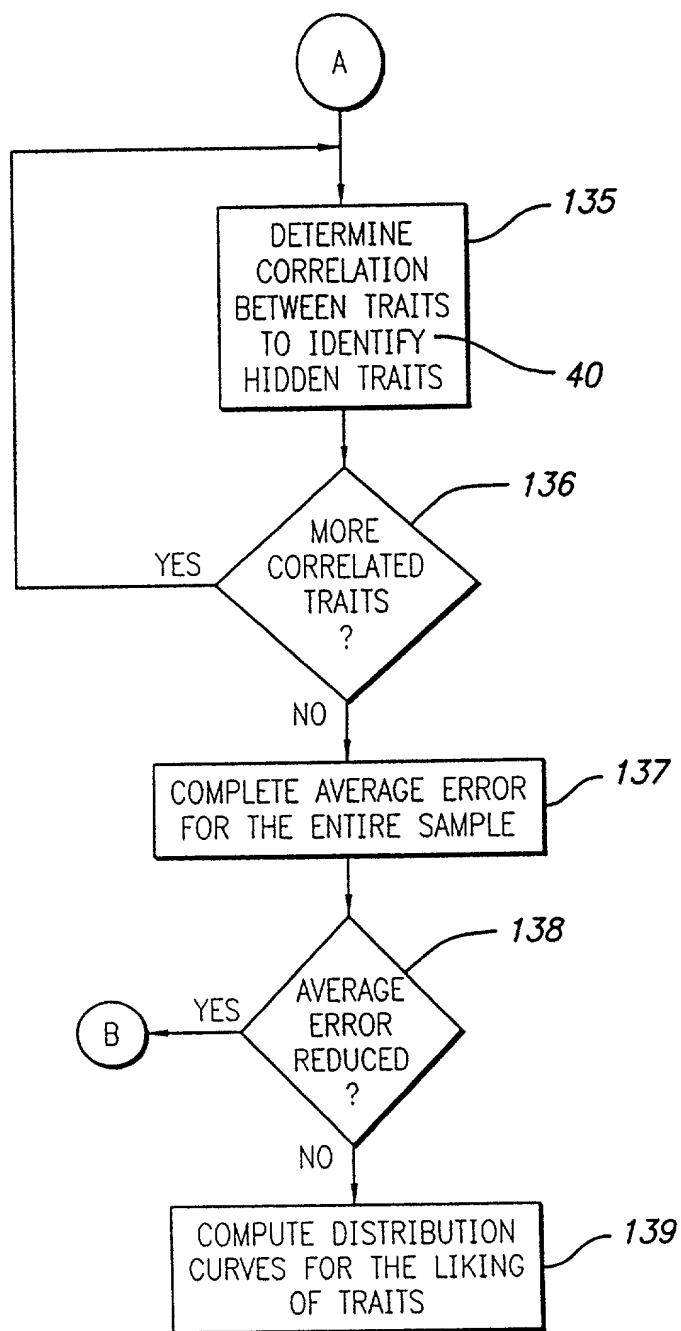 A
135
DETERMINE
CORRELATION
BETWEEN TRAITS
TO IDENTIFY
HIDDEN TRAITS
40
136
MORE
CORRELATED
TRAITS
?
YES
NO
137
COMPLETE AVERAGE ERROR
FOR THE ENTIRE SAMPLE
138
AVERAGE
ERROR
REDUCED
?
YES
B
NO
139
COMPUTE DISTRIBUTION
CURVES FOR THE LIKING
OF TRAITS